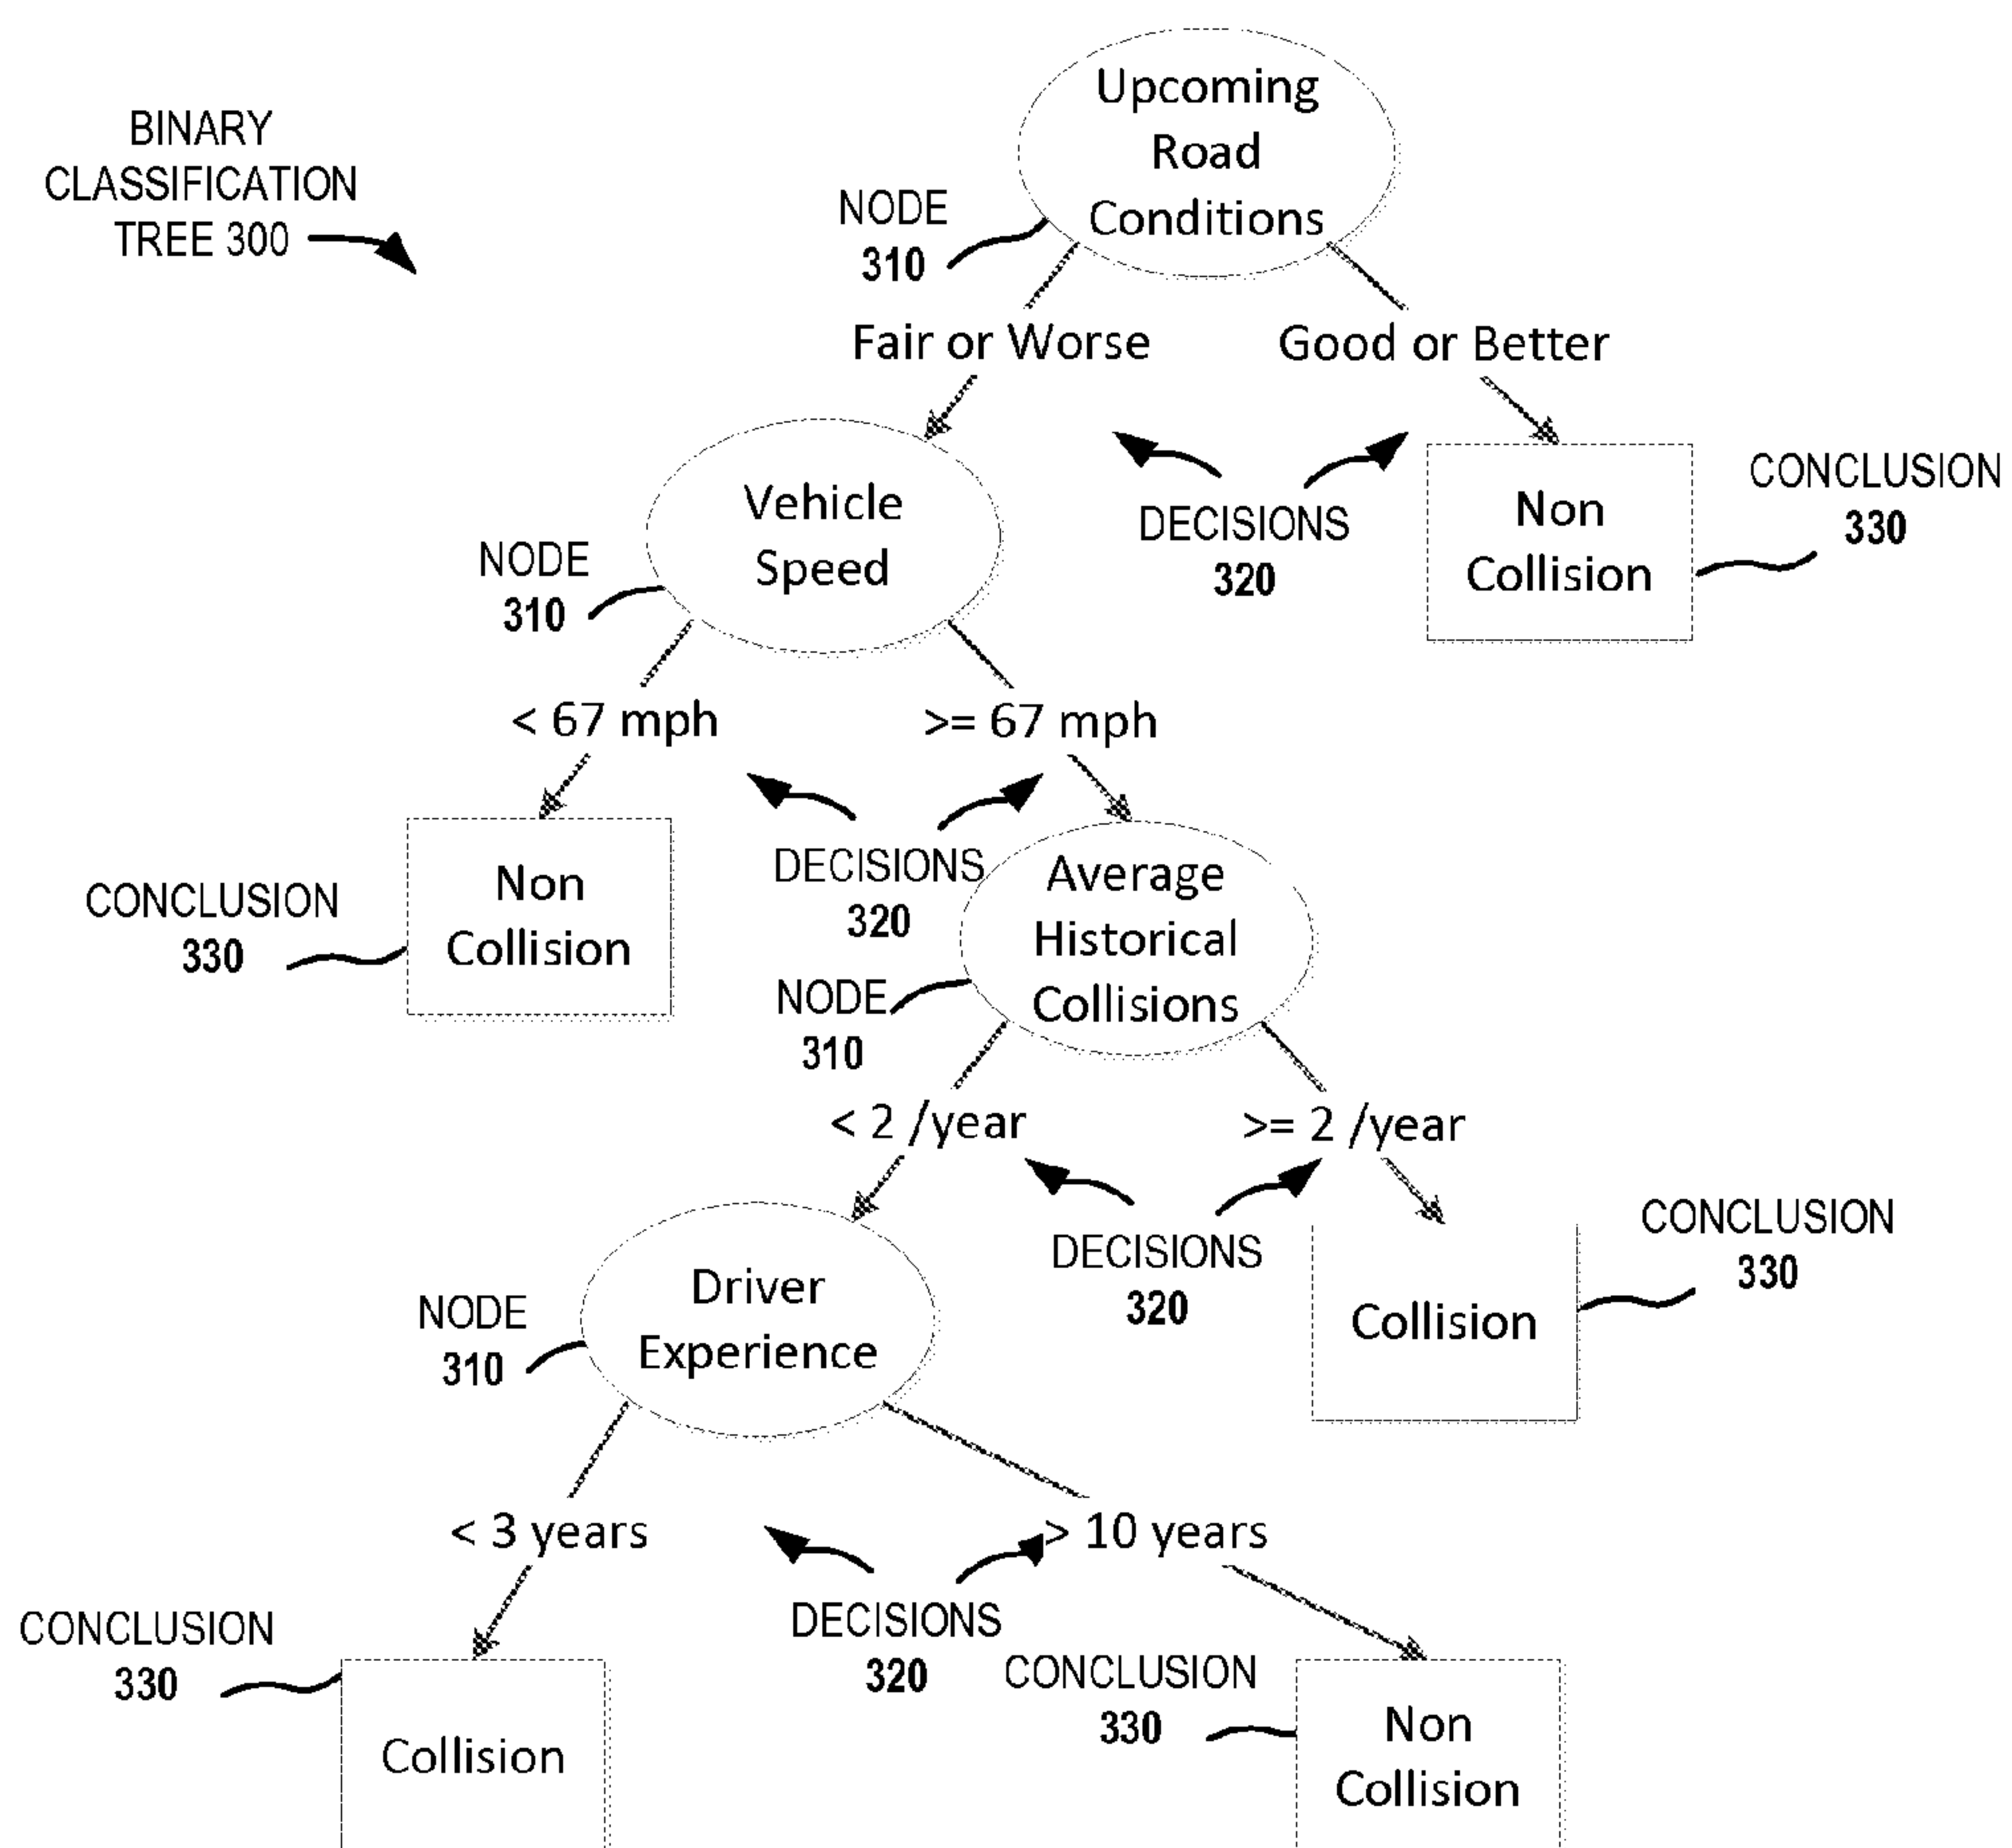 Upcoming
Road
Conditions
BINARY
CLASSIFICATION
TREE 300
NODE
310
Fair or Worse
Good or Better
Vehicle
Speed
NODE
310
DECISIONS
320
Non
Collision
CONCLUSION
330
< 67 mph
>= 67 mph
Non
Collision
CONCLUSION
330
DECISIONS
320
Average
Historical
Collisions
NODE
310
< 2 /year
>= 2 /year
Driver
Experience
NODE
310
DECISIONS
320
Collision
CONCLUSION
330
< 3 years
> 10 years
DECISIONS
320
CONCLUSION
330
Collision
CONCLUSION
330
Non
Collision